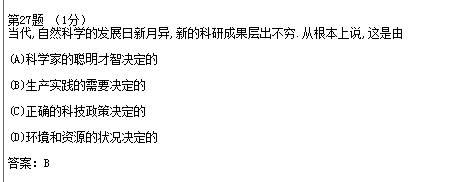 第27题 （1分）
当代,自然科学的发展日新月异,新的科研成果层出不穷.从根本上说,这是由
(A)科学家的聪明才智决定的
(B)生产实践的需要决定的
(C)正确的科技政策决定的
(D)环境和资源的状况决定的
答案: B